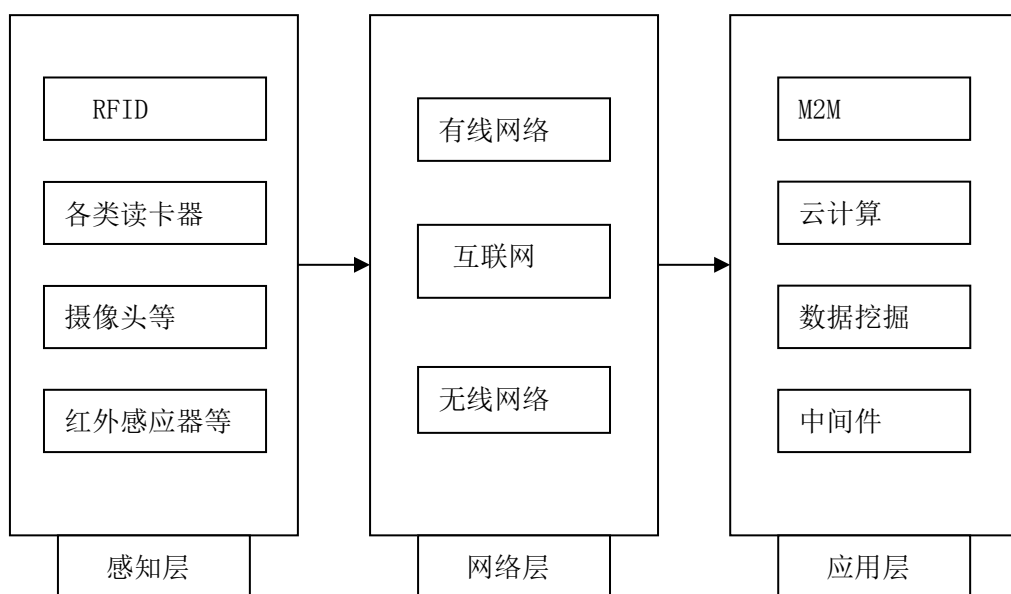 RFID
各类读卡器
摄像头等
红外感应器等
感知层
有线网络
互联网
无线网络
网络层
M2M
云计算
数据挖掘
中间件
应用层